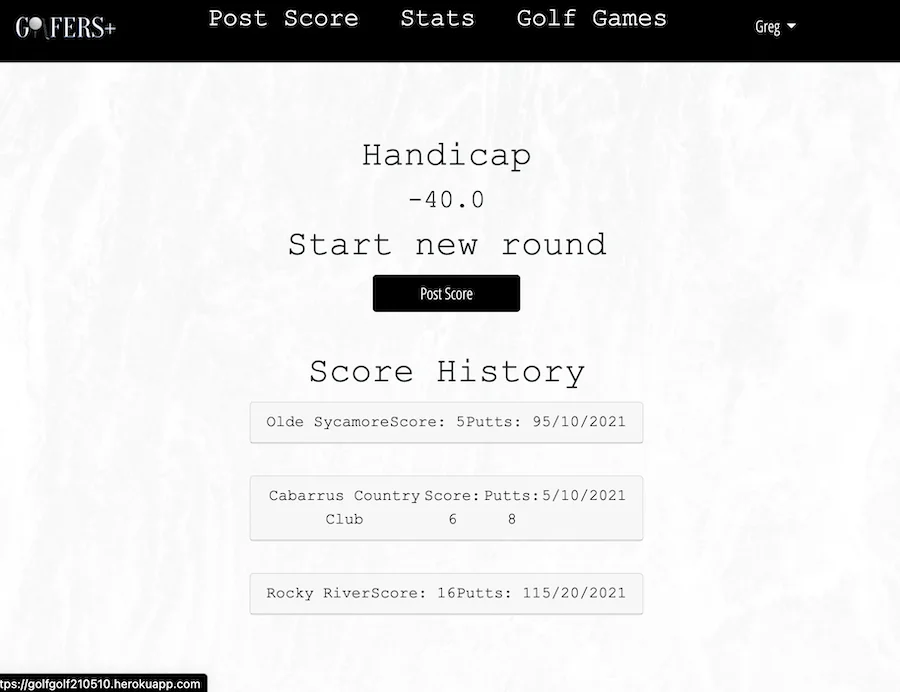 GOLFERS+
Post Score
Stats
Golf Games
Greg
Handicap
-40.0
Start new round
Post Score
Score History
Olde SycamoreScore: 5Putts: 95/10/2021
Cabarrus Country Score: Putts:5/10/2021
Club 6 8
Rocky RiverScore: 16Putts: 115/20/2021
tps://golfgolf210510.herokuapp.com